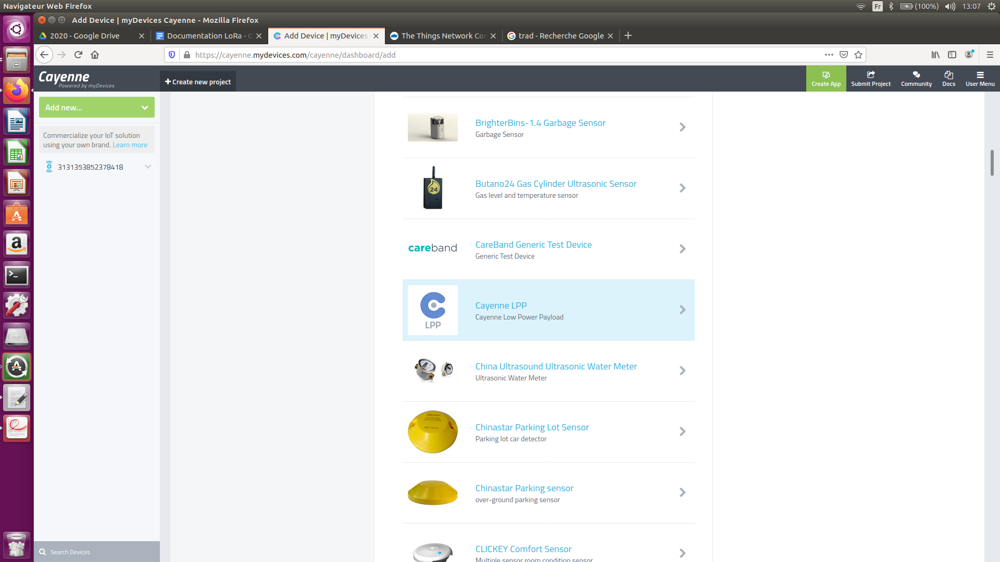 Navigateur Web Firefox
Fr
(100%)
13:07
Add Device | myDevices Cayenne - Mozilla Firefox
2020 - Google Drive
Documentation LoRa - G
Add Device | myDevices
The Things Network Con
trad - Recherche Google
https://cayenne.mydevices.com/cayenne/dashboard/add
Cayenne
Powered by myDevices
Create new project
Create App
Submit Project
Community
Docs
User Menu
Add new...
Commercialize your IoT solution
using your own brand. Learn more
3131353852378418
BrighterBins-1.4 Garbage Sensor
Garbage Sensor
24
Butano24 Gas Cylinder Ultrasonic Sensor
Gas level and temperature sensor
careband
CareBand Generic Test Device
Generic Test Device
LPP
Cayenne LPP
Cayenne Low Power Payload
China Ultrasound Ultrasonic Water Meter
Ultrasonic Water Meter
Chinastar Parking Lot Sensor
Parking lot car detector
Chinastar Parking sensor
over-ground parking sensor
CLICKEY Comfort Sensor
Multiple sensor room condition sensor
Search Devices